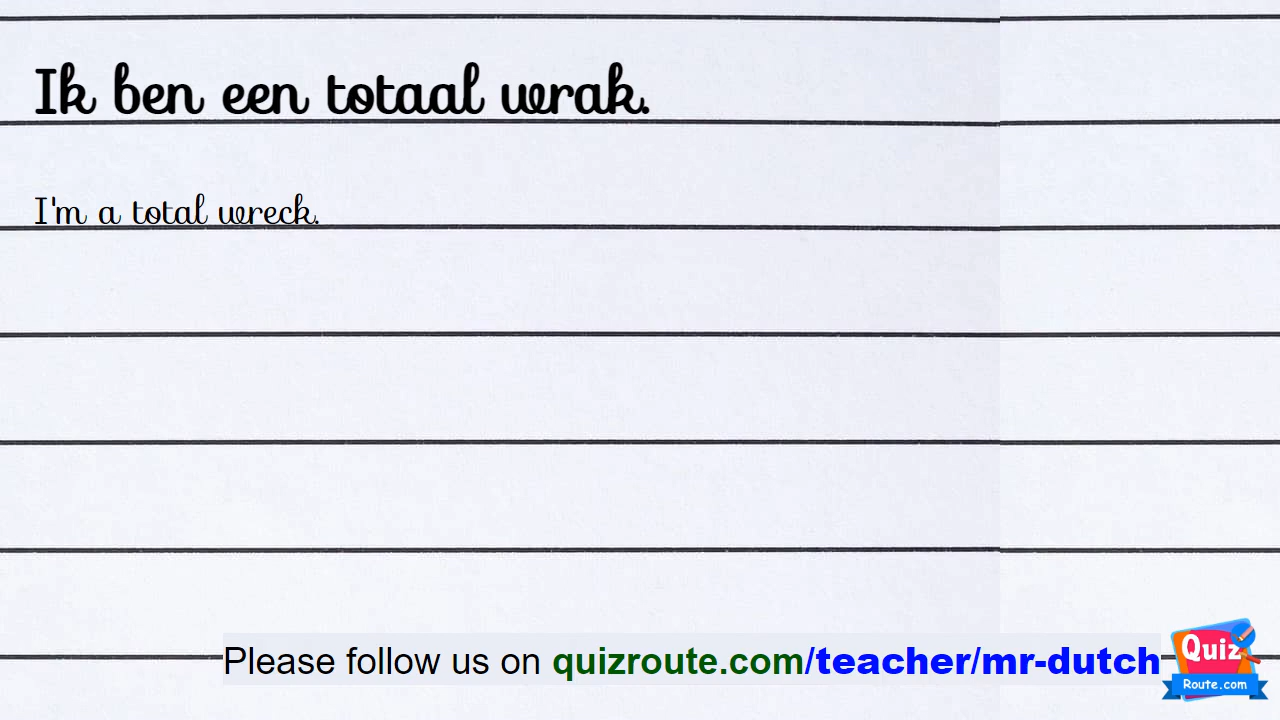 Ik ben een totaal wrak.
I'm a total wreck.
Please follow us on quizroute.com/teacher/mr-dutch
Quiz
Route.com